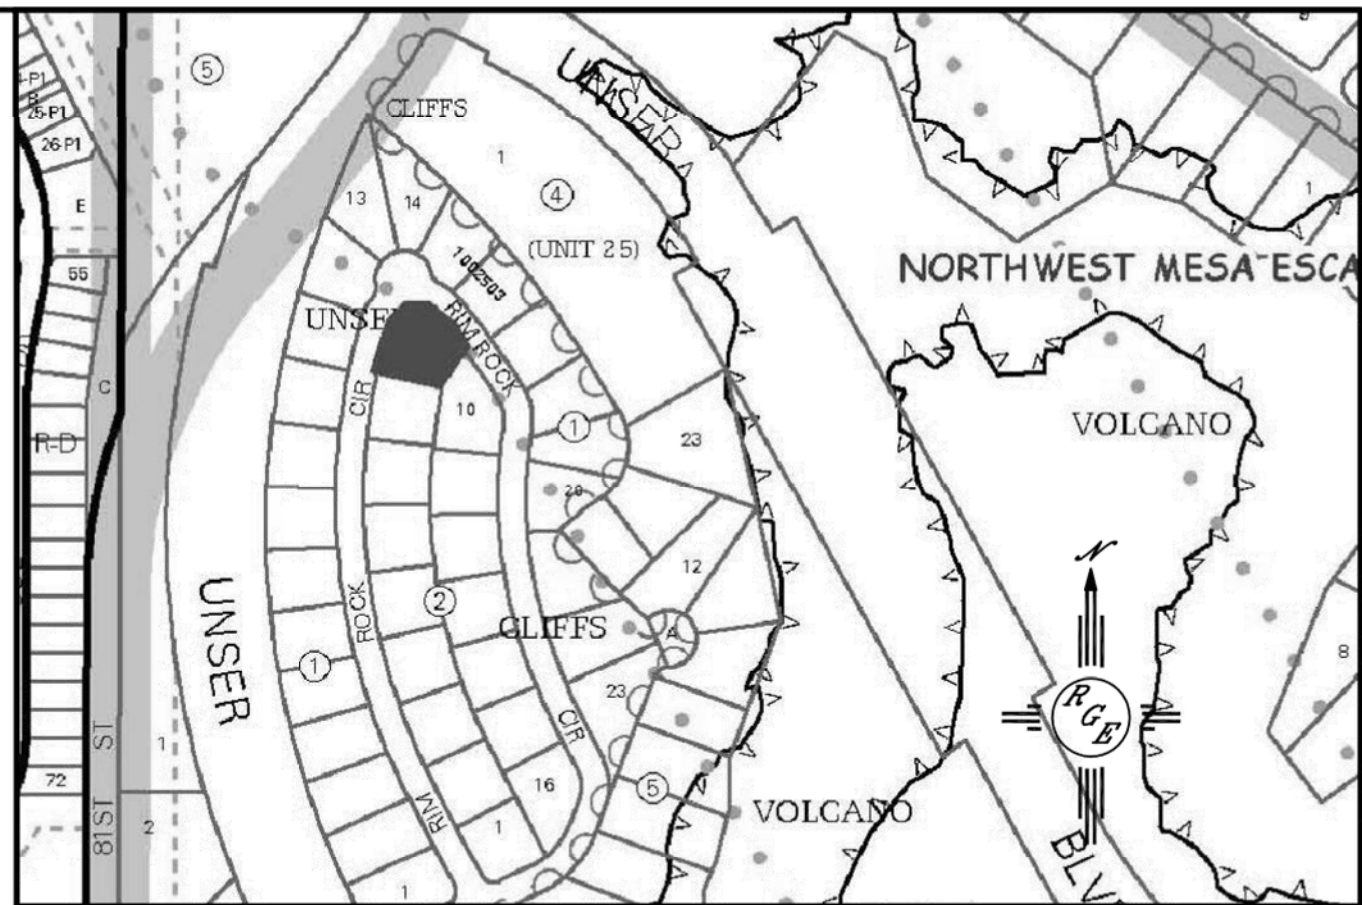 5
4-P1
B
25-P1
26-P1
E
55
C
R-D
72
81ST ST
1
2
UNSER
CLIFFS
UNSER
1
4
(UNIT 25)
13
14
1002503
RIM ROCK
CIR
10
1
23
20
12
A
2
ROCK
CLIFFS
1
23
CIR
16
5
RIM
1
1
VOLCANO
NORTHWEST MESA ESCA
1
VOLCANO
N
RGE
8
BLV